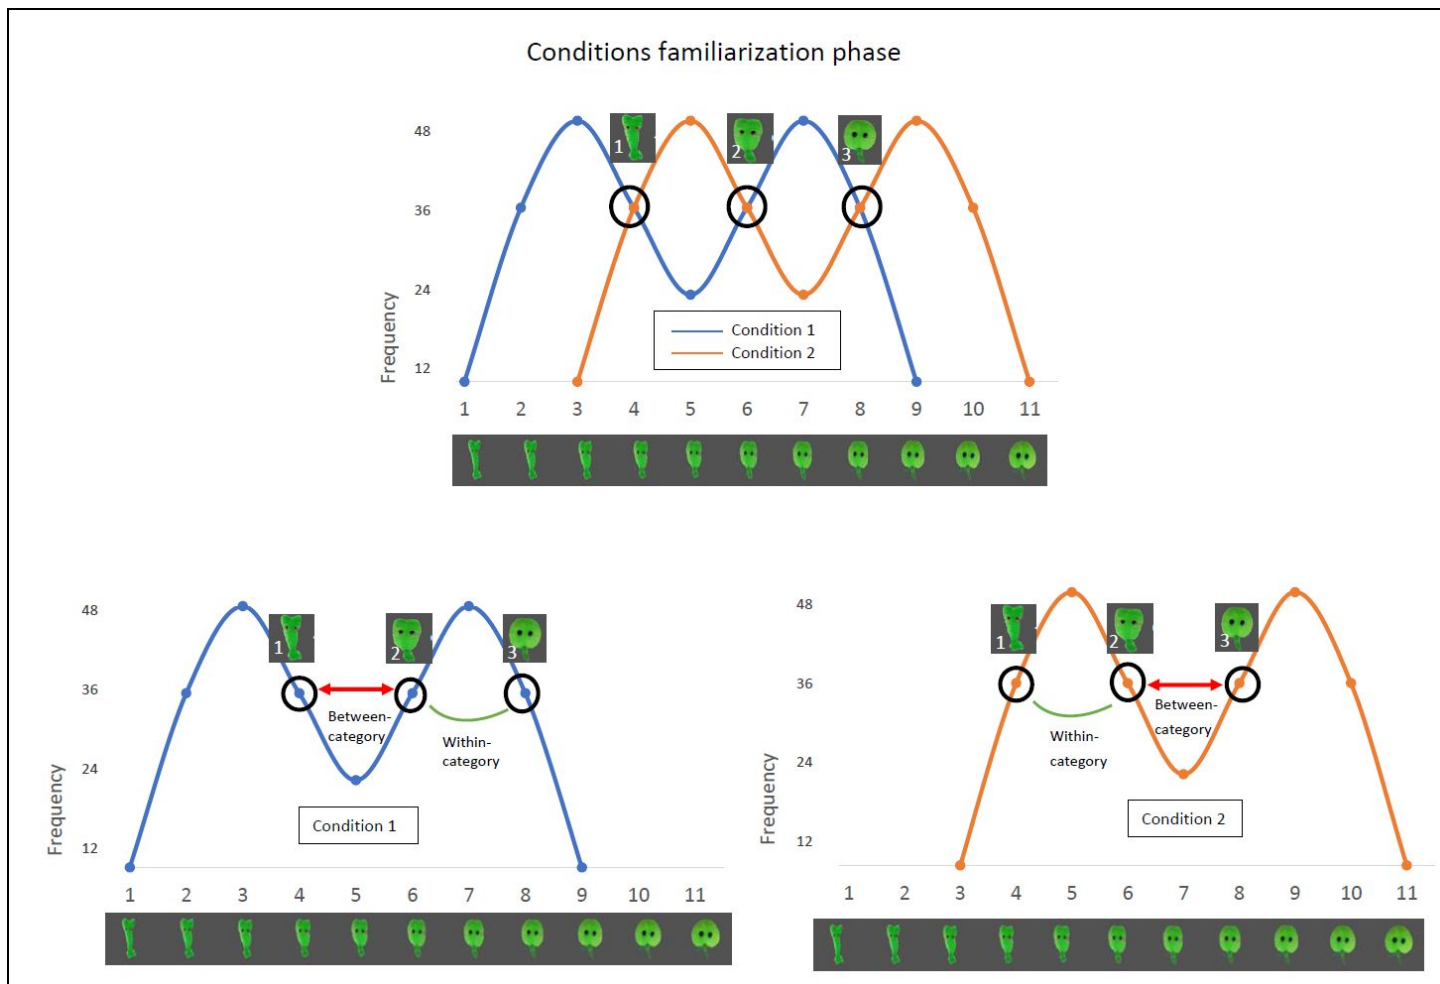 Conditions familiarization phase
48
36
24
12
Frequency
1
2
3
Condition 1
Condition 2
1 2 3 4 5 6 7 8 9 10 11
48
36
24
12
Frequency
1
2
3
Between-
category
Within-
category
Condition 1
1 2 3 4 5 6 7 8 9 10 11
48
36
24
12
Frequency
1
2
3
Between-
category
Within-
category
Condition 2
1 2 3 4 5 6 7 8 9 10 11